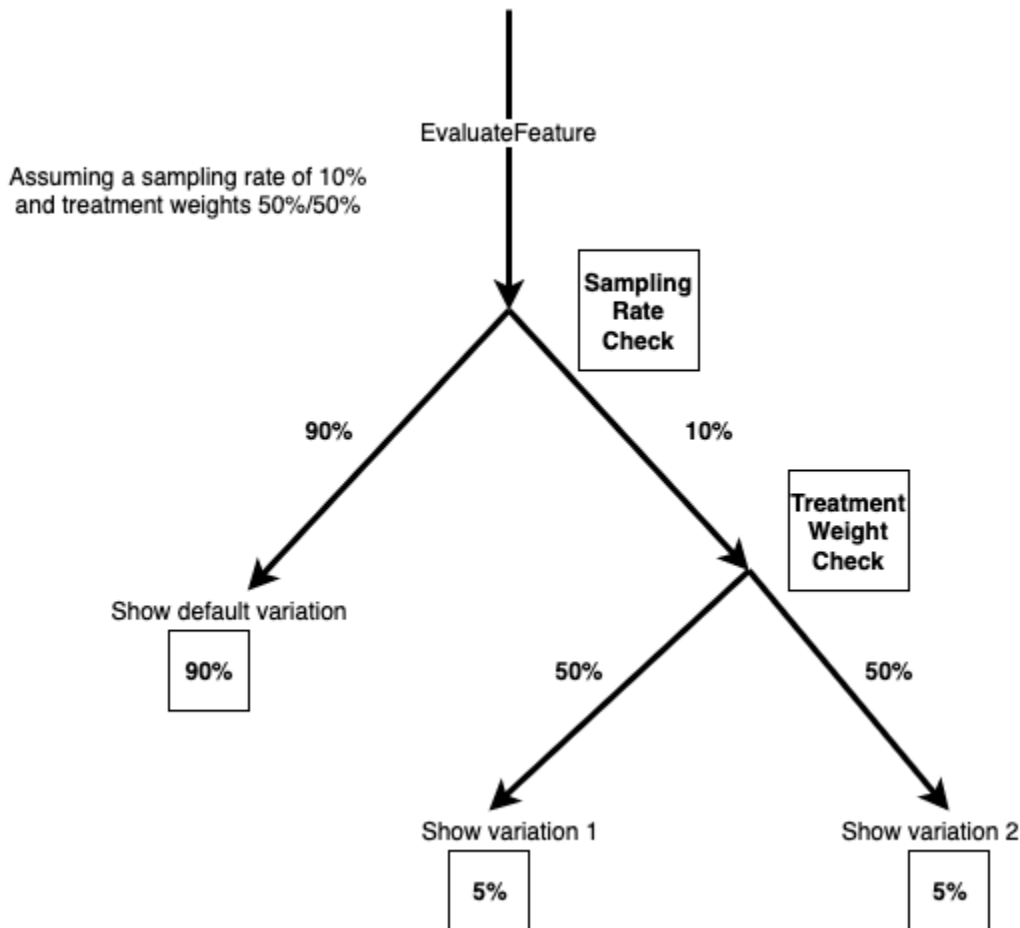 EvaluateFeature
Assuming a sampling rate of 10%
and treatment weights 50%/50%
Sampling
Rate
Check
90%
10%
Treatment
Weight
Check
Show default variation
90%
50%
50%
Show variation 1
Show variation 2
5%
5%